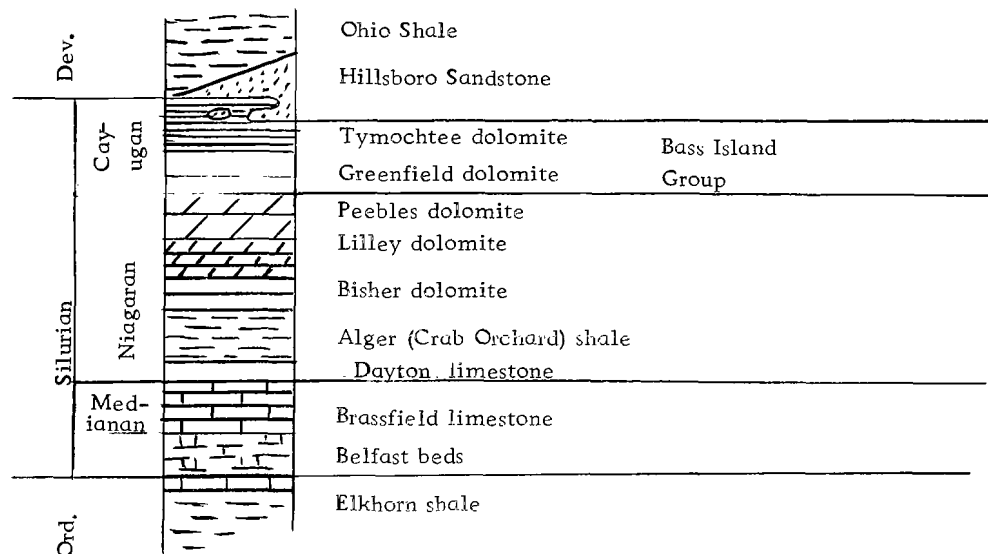 Dev.
Ohio Shale
Hillsboro Sandstone
Silurian
Cay-
ugan
Tymochtee dolomite
Greenfield dolomite
Bass Island
Group
Niagaran
Peebles dolomite
Lilley dolomite
Bisher dolomite
Alger (Crab Orchard) shale
Dayton limestone
Med-
ianan
Brassfield limestone
Belfast beds
Ord.
Elkhorn shale